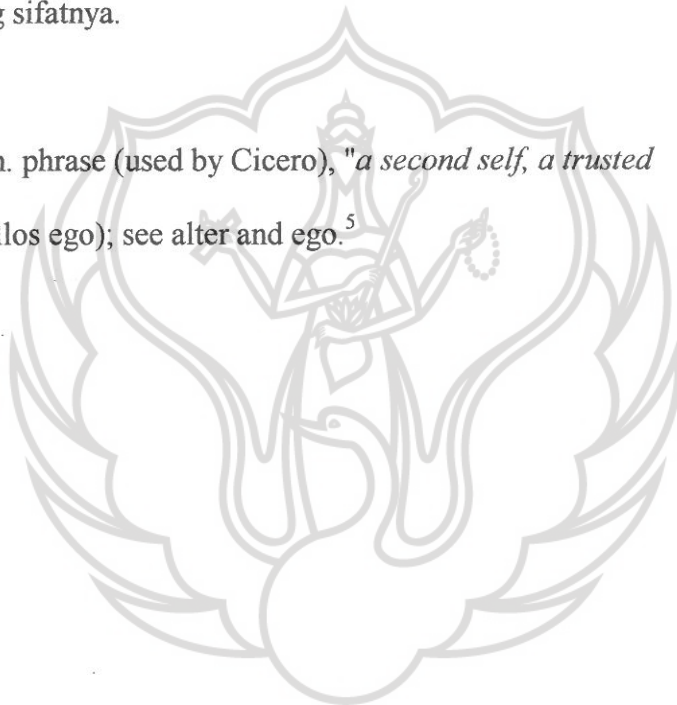 g sifatnya.
n. phrase (used by Cicero), "a second self, a trusted
los ego); see alter and ego.5